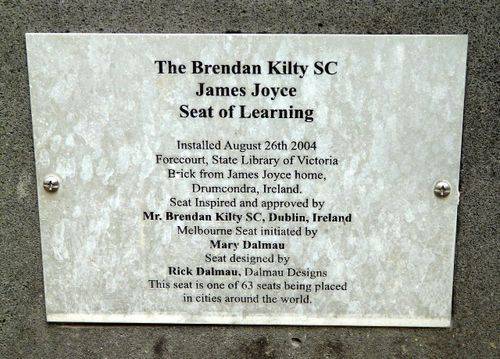 The Brendan Kilty SC
James Joyce
Seat of Learning
Installed August 26th 2004
Forecourt, State Library of Victoria
Brick from James Joyce home,
Drumcondra, Ireland.
Seat Inspired and approved by
Mr. Brendan Kilty SC, Dublin, Ireland
Melbourne Seat initiated by
Mary Dalmau
Seat designed by
Rick Dalmau, Dalmau Designs
This seat is one of 63 seats being placed
in cities around the world.